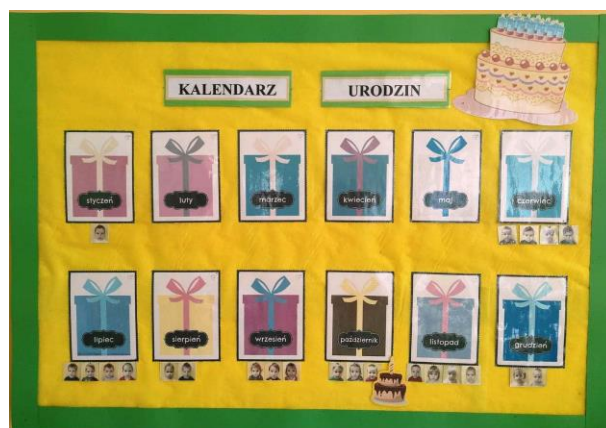 KALENDARZ URODZIN
styczeń luty marzec kwiecień maj czerwiec
lipiec sierpień wrzesień październik listopad grudzień